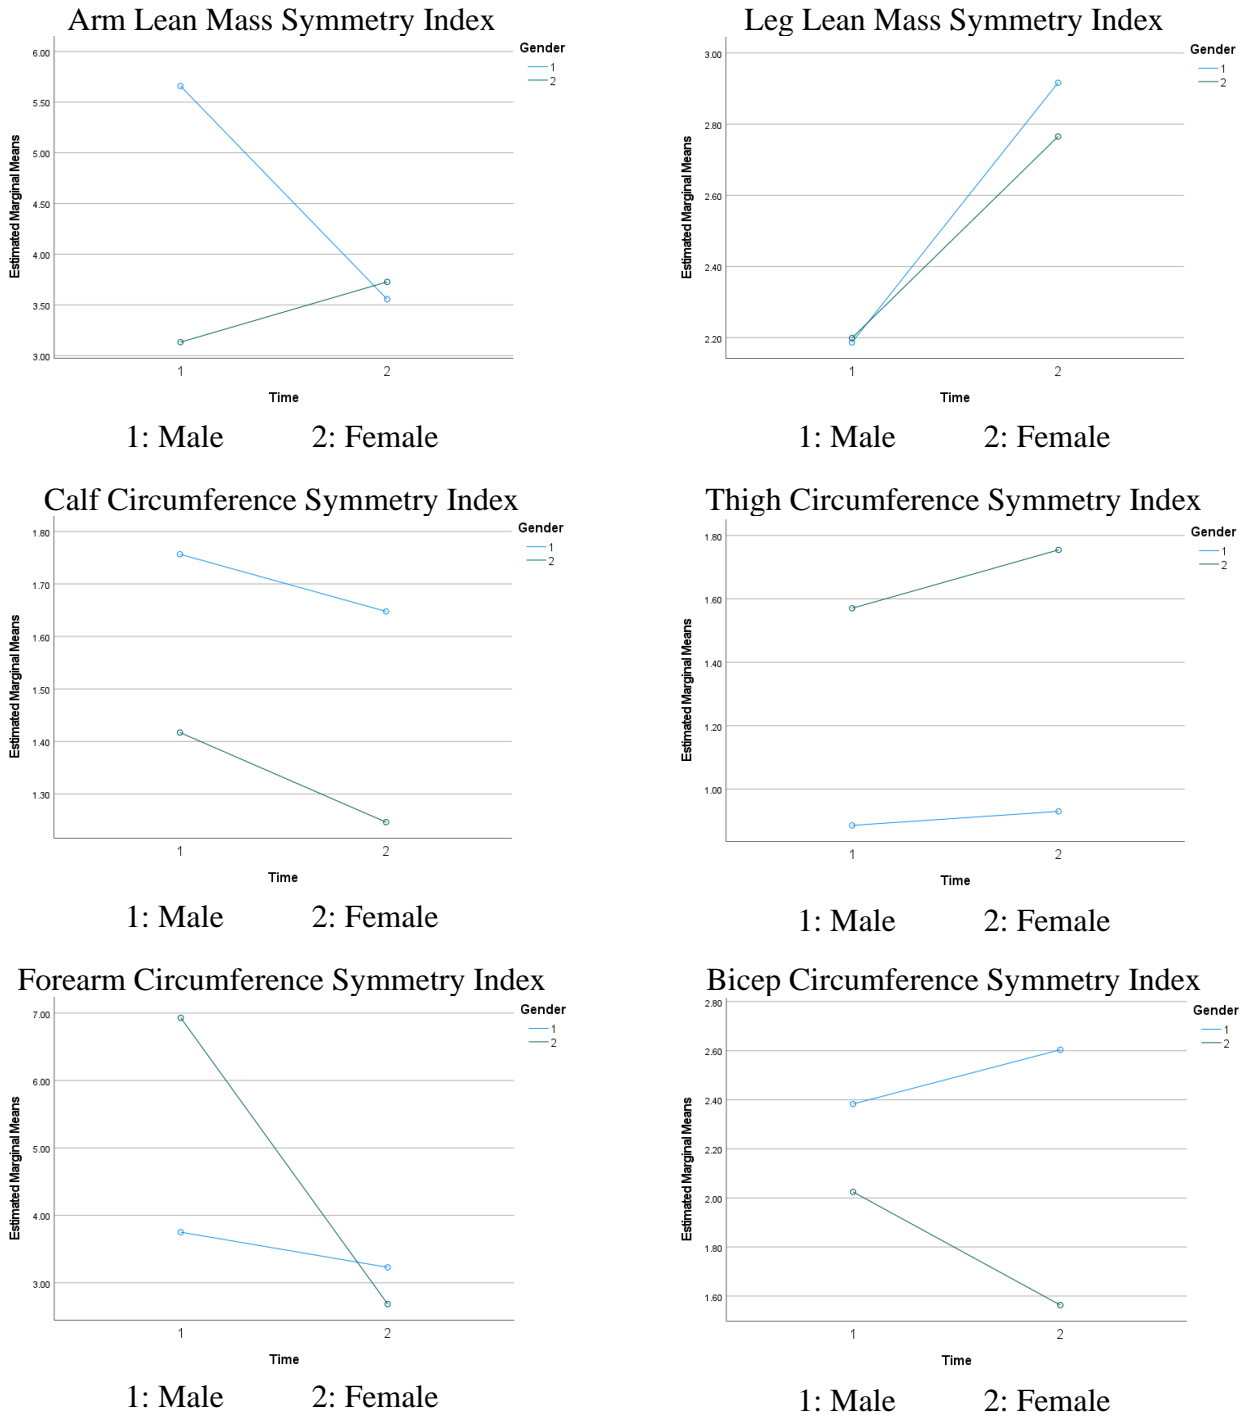 Arm Lean Mass Symmetry Index
Gender
1
2
6.00
5.50
5.00
4.50
4.00
3.50
3.00
Estimated Marginal Means
1 2
Time
1: Male 2: Female
Leg Lean Mass Symmetry Index
Gender
1
2
3.00
2.80
2.60
2.40
2.20
Estimated Marginal Means
1 2
Time
1: Male 2: Female
Calf Circumference Symmetry Index
Gender
1
2
1.80
1.70
1.60
1.50
1.40
1.30
Estimated Marginal Means
1 2
Time
1: Male 2: Female
Thigh Circumference Symmetry Index
Gender
1
2
1.80
1.60
1.40
1.20
1.00
Estimated Marginal Means
1 2
Time
1: Male 2: Female
Forearm Circumference Symmetry Index
Gender
1
2
7.00
6.00
5.00
4.00
3.00
Estimated Marginal Means
1 2
Time
1: Male 2: Female
Bicep Circumference Symmetry Index
Gender
1
2
2.80
2.60
2.40
2.20
2.00
1.80
1.60
Estimated Marginal Means
1 2
Time
1: Male 2: Female